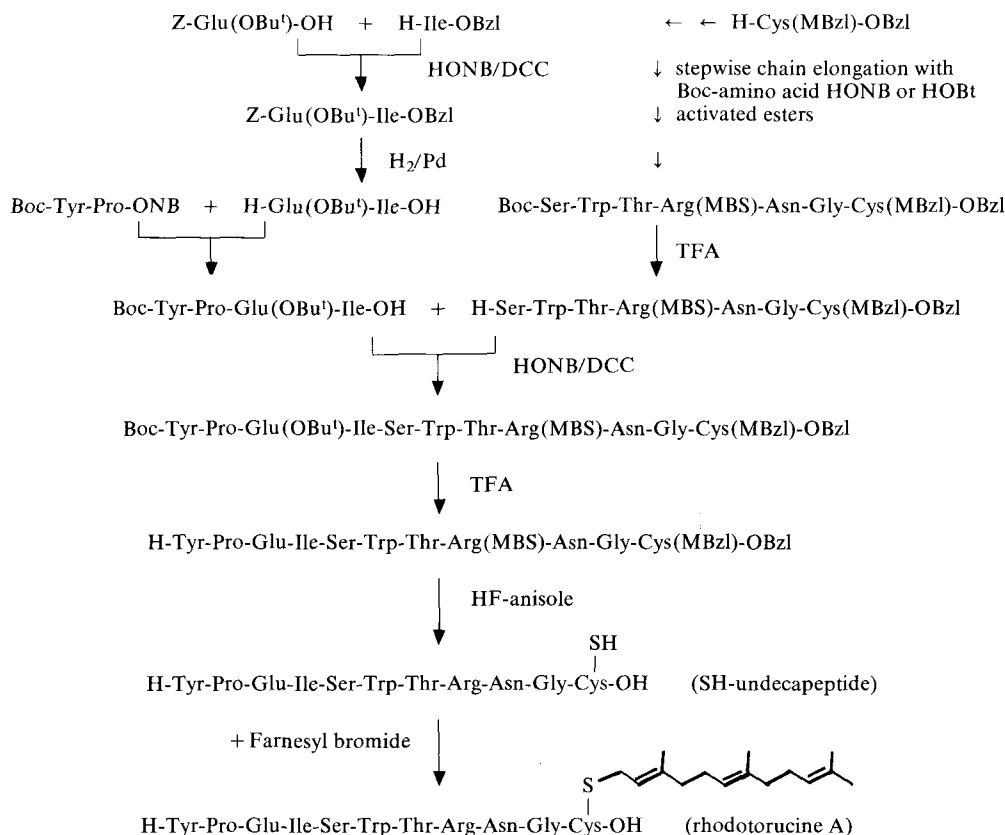 Z-Glu(OBuᵗ)-OH + H-Ile-OBzl
← ← H-Cys(MBzl)-OBzl
HONB/DCC
↓ stepwise chain elongation with
Boc-amino acid HONB or HOBt
↓ activated esters
Z-Glu(OBuᵗ)-Ile-OBzl
H₂/Pd
↓
Boc-Tyr-Pro-ONB + H-Glu(OBuᵗ)-Ile-OH
Boc-Ser-Trp-Thr-Arg(MBS)-Asn-Gly-Cys(MBzl)-OBzl
TFA
Boc-Tyr-Pro-Glu(OBuᵗ)-Ile-OH + H-Ser-Trp-Thr-Arg(MBS)-Asn-Gly-Cys(MBzl)-OBzl
HONB/DCC
Boc-Tyr-Pro-Glu(OBuᵗ)-Ile-Ser-Trp-Thr-Arg(MBS)-Asn-Gly-Cys(MBzl)-OBzl
TFA
H-Tyr-Pro-Glu-Ile-Ser-Trp-Thr-Arg(MBS)-Asn-Gly-Cys(MBzl)-OBzl
HF-anisole
SH
H-Tyr-Pro-Glu-Ile-Ser-Trp-Thr-Arg-Asn-Gly-Cys-OH (SH-undecapeptide)
+ Farnesyl bromide
S
H-Tyr-Pro-Glu-Ile-Ser-Trp-Thr-Arg-Asn-Gly-Cys-OH (rhodotorucine A)